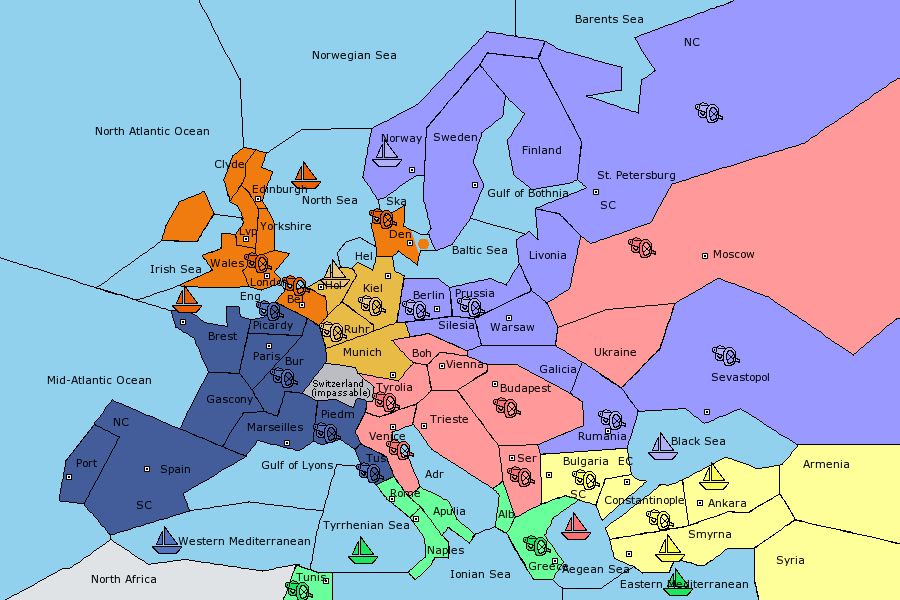 Barents Sea
NC
Norwegian Sea
North Atlantic Ocean
Norway
Sweden
Finland
Clyde
Edinburgh
St. Petersburg
North Sea
Ska
Gulf of Bothnia
SC
Lvp
Yorkshire
Den
Baltic Sea
Livonia
Moscow
Irish Sea
Wales
Hel
London
Hol
Kiel
Eng
Bel
Berlin
Prussia
Picardy
Ruhr
Silesia
Warsaw
Brest
Paris
Bur
Munich
Boh
Vienna
Ukraine
Galicia
Mid-Atlantic Ocean
Switzerland
(impassable)
Tyrolia
Budapest
Sevastopol
Gascony
NC
Piedm
Marseilles
Venice
Trieste
Rumania
Black Sea
Port
Spain
Gulf of Lyons
Tus
Ser
Bulgaria
EC
Armenia
Adr
SC
Rome
SC
Constantinople
Ankara
Apulia
Alb
Tyrrhenian Sea
Smyrna
Western Mediterranean
Naples
Greece
Aegean Sea
Syria
North Africa
Tunis
Ionian Sea
Eastern Mediterranean